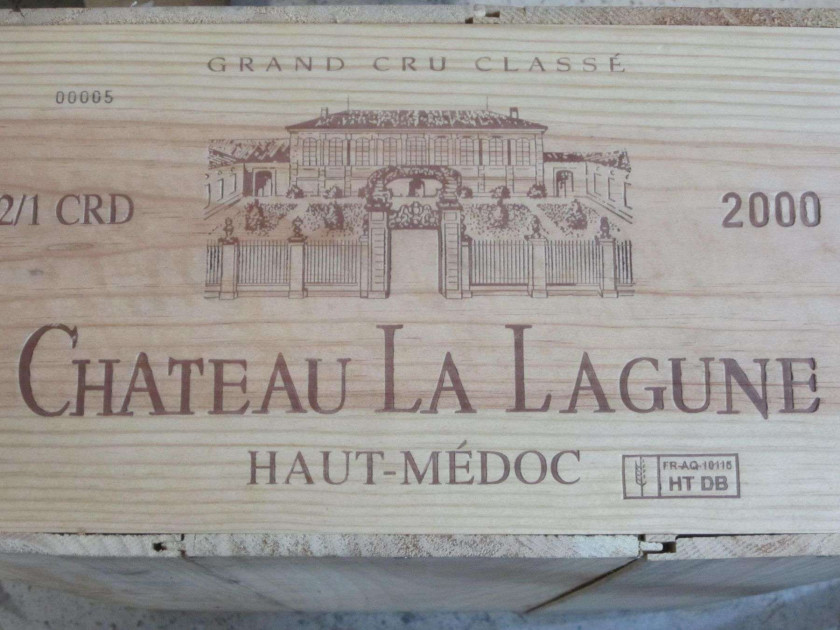 GRAND CRU CLASSÉ
00005
2/1 CRD
2000
CHATEAU LA LAGUNE
HAUT-MÉDOC
FR-AQ-10115
HT DB